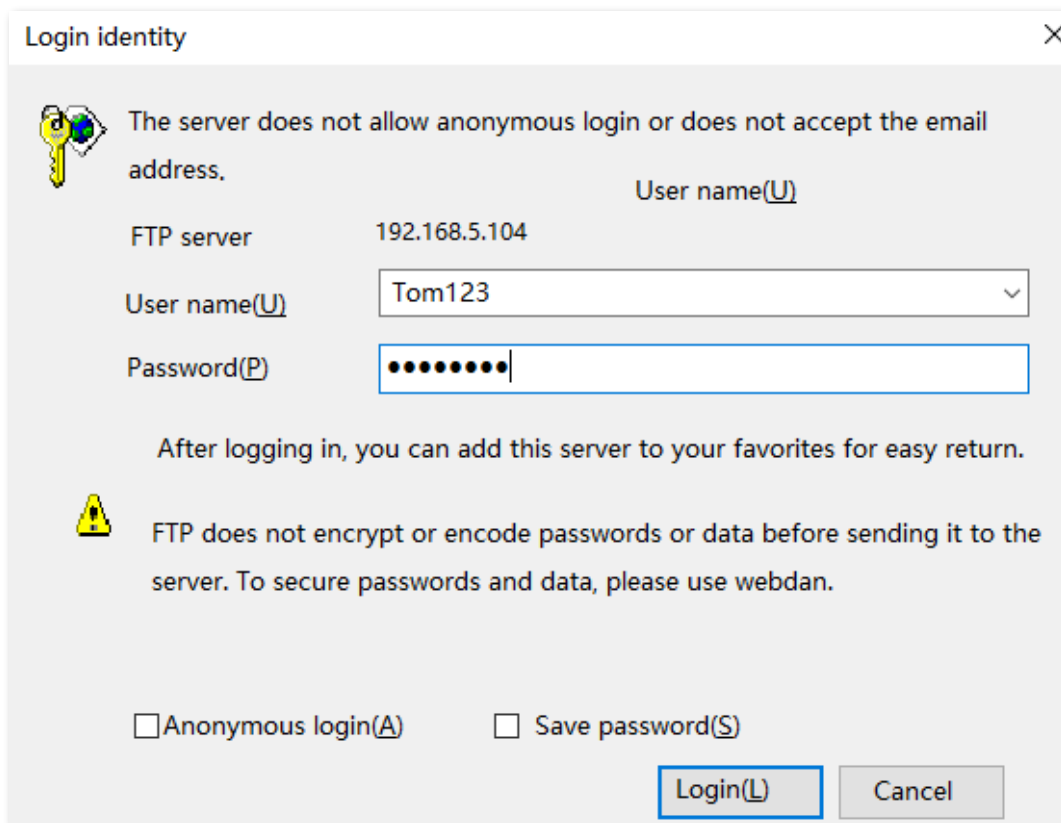 Login identity
The server does not allow anonymous login or does not accept the email
address.
User name(U)
FTP server 192.168.5.104
User name(U) Tom123
Password(P) ••••••••
After logging in, you can add this server to your favorites for easy return.
FTP does not encrypt or encode passwords or data before sending it to the
server. To secure passwords and data, please use webdan.
Anonymous login(A) Save password(S)
Login(L) Cancel